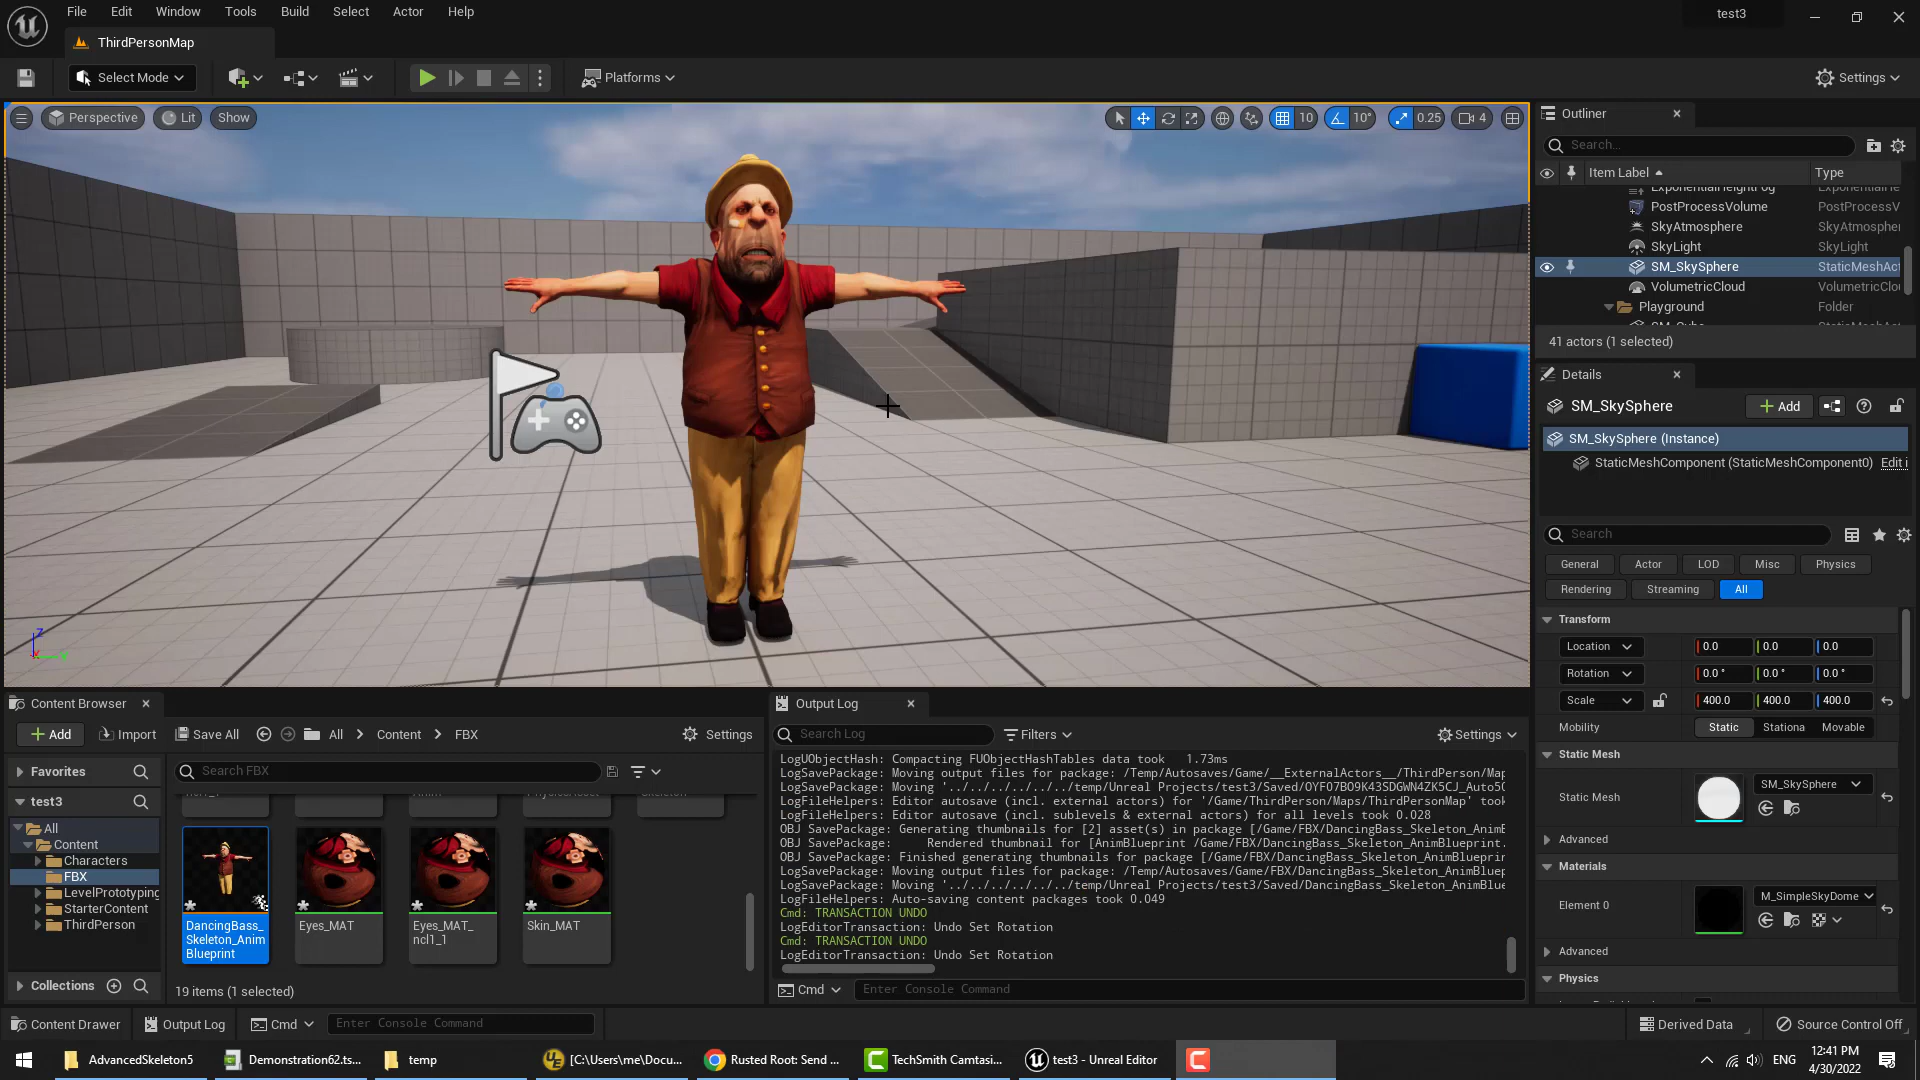 File Edit Window Tools Build Select Actor Help
test3
ThirdPersonMap
Select Mode
Platforms
Settings
Perspective
Lit
Show
10
10°
0.25
4
Outliner
Search...
Item Label Type
ExponentialHeightFog
PostProcessVolume PostProcessV
SkyAtmosphere SkyAtmospher
SkyLight SkyLight
SM_SkySphere StaticMeshAct
VolumetricCloud VolumetricClo
Playground Folder
41 actors (1 selected)
Details
SM_SkySphere
Add
SM_SkySphere (Instance)
StaticMeshComponent (StaticMeshComponent0) Edit i
Search
General Actor LOD Misc Physics
Rendering Streaming All
Transform
Location 0.0 0.0 0.0
Rotation 0.0 ° 0.0 ° 0.0 °
Scale 400.0 400.0 400.0
Mobility Static Stationa Movable
Static Mesh
Static Mesh SM_SkySphere
Advanced
Materials
Element 0 M_SimpleSkyDome
Advanced
Physics
Content Browser
Add Import Save All All > Content > FBX Settings
Favorites
Search FBX
test3
All
Content
Characters
FBX
LevelPrototyping
StarterContent
ThirdPerson
Collections
DancingBass_
Skeleton_Anim
Blueprint
Eyes_MAT
Eyes_MAT_
ncl1_1
Skin_MAT
19 items (1 selected)
Output Log
Search Log
Filters
Settings
LogUObjectHash: Compacting FUObjectHashTables data took 1.73ms
LogSavePackage: Moving output files for package: /Temp/Autosaves/Game/__ExternalActors__/ThirdPerson/Map
LogSavePackage: Moving '../../../../../../temp/Unreal Projects/test3/Saved/OYF07BO9K43SDGWN4ZK5CJ_Auto50
LogFileHelpers: Editor autosave (incl. external actors) for '/Game/ThirdPerson/Maps/ThirdPersonMap' took
LogFileHelpers: Editor autosave (incl. sublevels & external actors) for all levels took 0.028
OBJ SavePackage: Generating thumbnails for [2] asset(s) in package [/Game/FBX/DancingBass_Skeleton_AnimB
OBJ SavePackage: Rendered thumbnail for [AnimBlueprint /Game/FBX/DancingBass_Skeleton_AnimBlueprint.
OBJ SavePackage: Finished generating thumbnails for package [/Game/FBX/DancingBass_Skeleton_AnimBlueprin
LogSavePackage: Moving output files for package: /Temp/Autosaves/Game/FBX/DancingBass_Skeleton_AnimBluep
LogSavePackage: Moving '../../../../../../temp/Unreal Projects/test3/Saved/DancingBass_Skeleton_AnimBlue
LogFileHelpers: Auto-saving content packages took 0.049
Cmd: TRANSACTION UNDO
LogEditorTransaction: Undo Set Rotation
Cmd: TRANSACTION UNDO
LogEditorTransaction: Undo Set Rotation
Cmd Enter Console Command
Content Drawer Output Log Cmd Enter Console Command
Derived Data Source Control Off
AdvancedSkeleton5
Demonstration62.ts...
temp
[C:\Users\me\Docu...
Rusted Root: Send ...
TechSmith Camtasi...
test3 - Unreal Editor
ENG
12:41 PM
4/30/2022